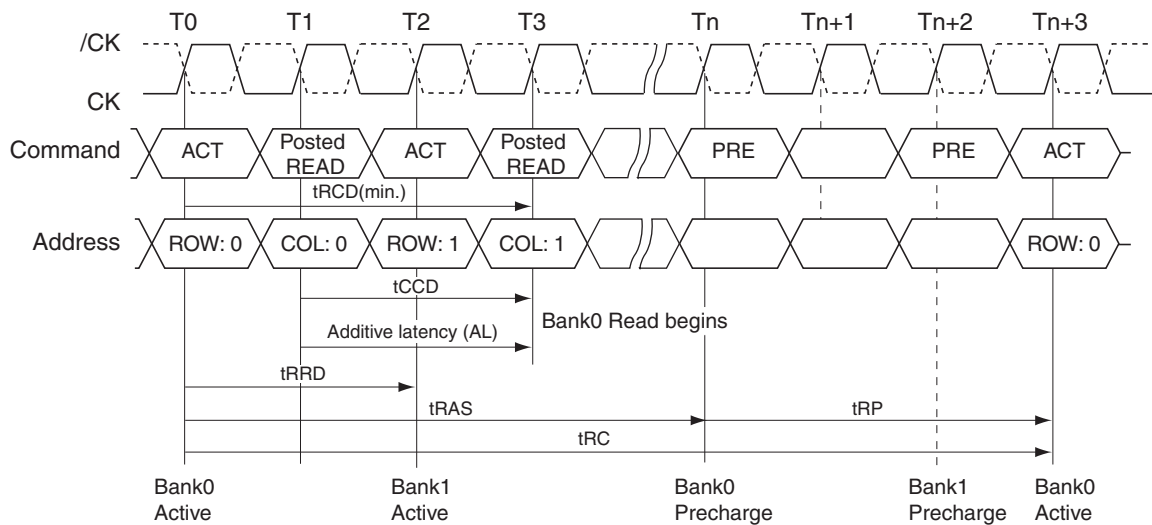 T0 T1 T2 T3 Tn Tn+1 Tn+2 Tn+3
/CK
CK
Command ACT Posted READ ACT Posted READ PRE PRE ACT
tRCD(min.)
Address ROW: 0 COL: 0 ROW: 1 COL: 1 ROW: 0
tCCD
Bank0 Read begins
Additive latency (AL)
tRRD
tRAS tRP
tRC
Bank0 Active
Bank1 Active
Bank0 Precharge
Bank1 Precharge
Bank0 Active